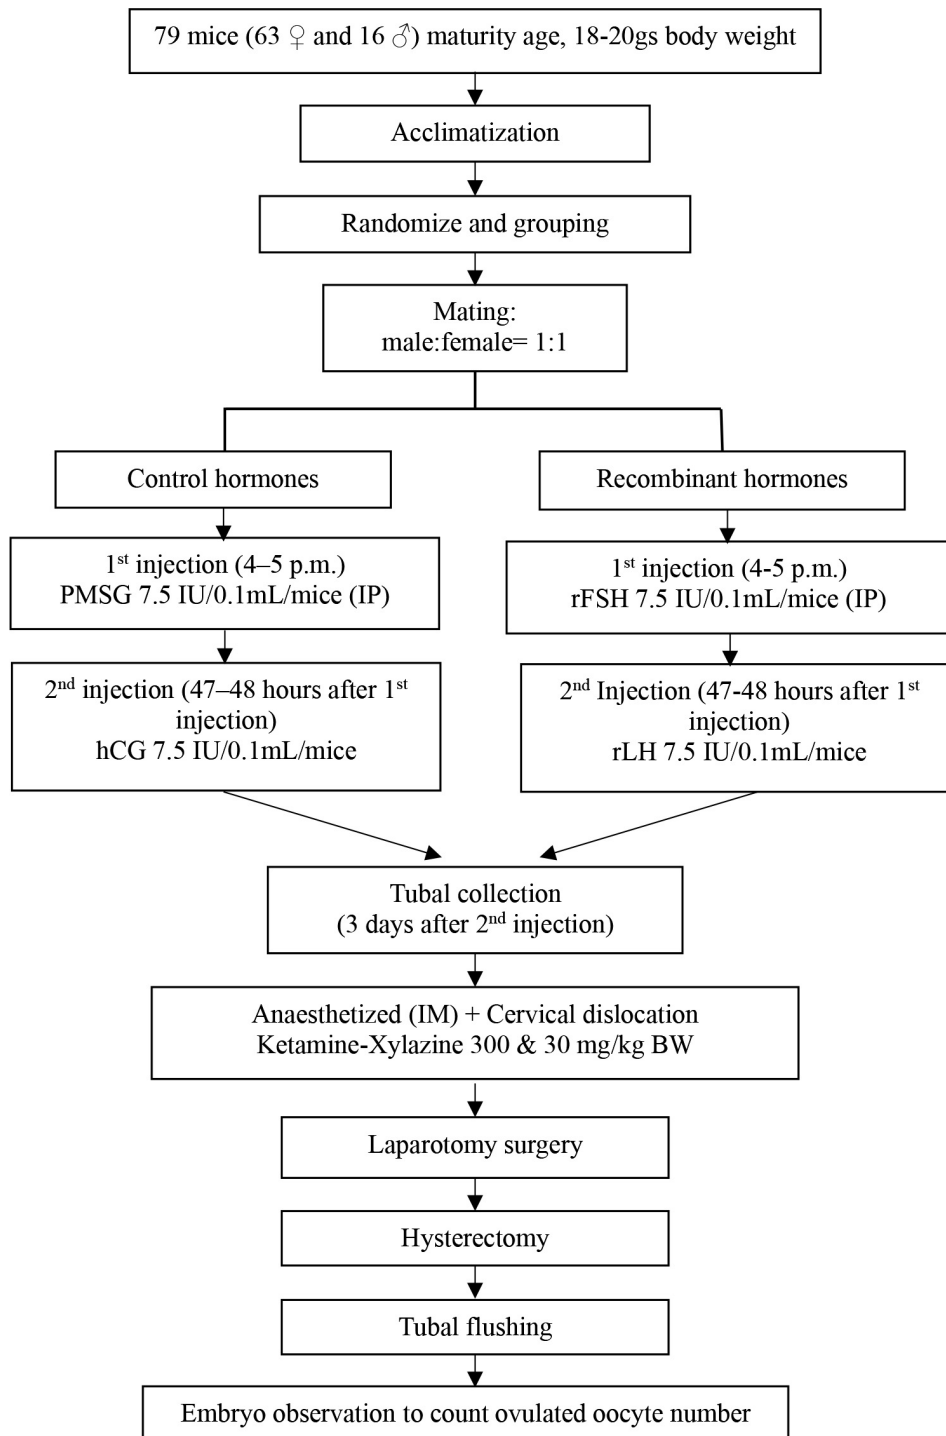 79 mice (63 ♀ and 16 ♂) maturity age, 18-20gs body weight
Acclimatization
Randomize and grouping
Mating:
male:female= 1:1
Control hormones
1st injection (4–5 p.m.)
PMSG 7.5 IU/0.1mL/mice (IP)
2nd injection (47–48 hours after 1st
injection)
hCG 7.5 IU/0.1mL/mice
Recombinant hormones
1st injection (4-5 p.m.)
rFSH 7.5 IU/0.1mL/mice (IP)
2nd Injection (47-48 hours after 1st
injection)
rLH 7.5 IU/0.1mL/mice
Tubal collection
(3 days after 2nd injection)
Anaesthetized (IM) + Cervical dislocation
Ketamine-Xylazine 300 & 30 mg/kg BW
Laparotomy surgery
Hysterectomy
Tubal flushing
Embryo observation to count ovulated oocyte number